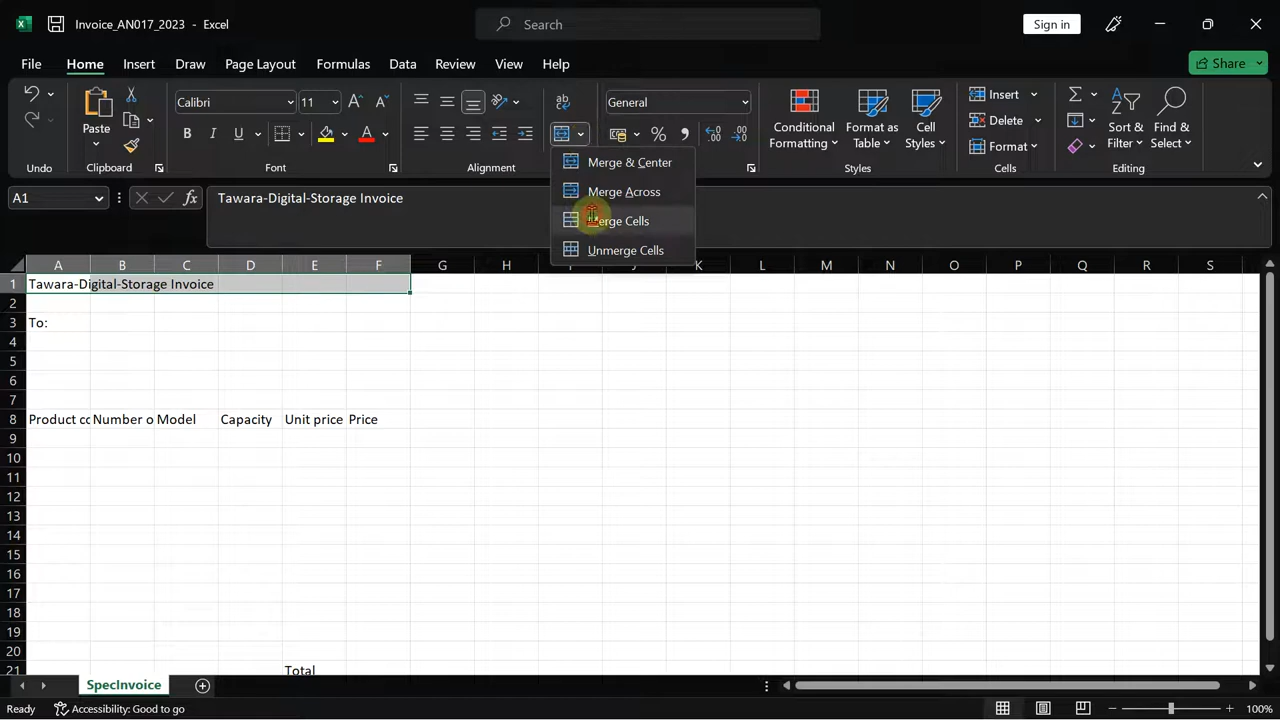 Invoice_AN017_2023 - Excel
Search
Sign in
File Home Insert Draw Page Layout Formulas Data Review View Help
Share
Calibri 11 A A
ab
General
Paste
B I U A
% 9
Conditional Formatting
Format as Table
Cell Styles
Insert
Delete
Format
Sort & Filter
Find & Select
Undo Clipboard Font Alignment Styles Cells Editing
Merge & Center
Merge Across
Merge Cells
Unmerge Cells
A1 fx Tawara-Digital-Storage Invoice
A B C D E F G H K L M N O P Q R S
1 Tawara-Digital-Storage Invoice
2
3 To:
4
5
6
7
8 Product cc Number o Model Capacity Unit price Price
9
10
11
12
13
14
15
16
17
18
19
20
21 Total
SpecInvoice
Ready Accessibility: Good to go 100%